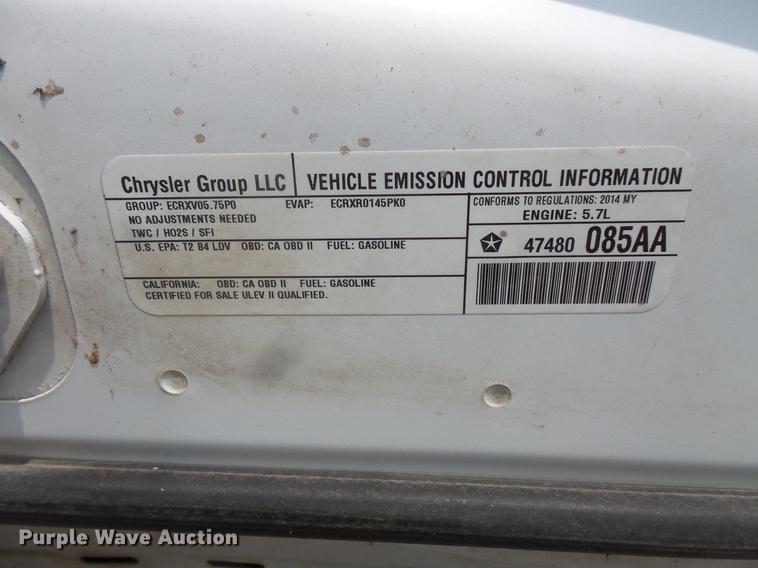 Chrysler Group LLC VEHICLE EMISSION CONTROL INFORMATION
GROUP: ECRXV05.75P0 EVAP: ECRXR0145PK0
NO ADJUSTMENTS NEEDED
TWC / HO2S / SFI
CONFORMS TO REGULATIONS: 2014 MY
ENGINE: 5.7L
U.S. EPA: T2 B4 LDV OBD: CA OBD II FUEL: GASOLINE
47480 085AA
CALIFORNIA: OBD: CA OBD II FUEL: GASOLINE
CERTIFIED FOR SALE ULEV II QUALIFIED.
Purple Wave Auction